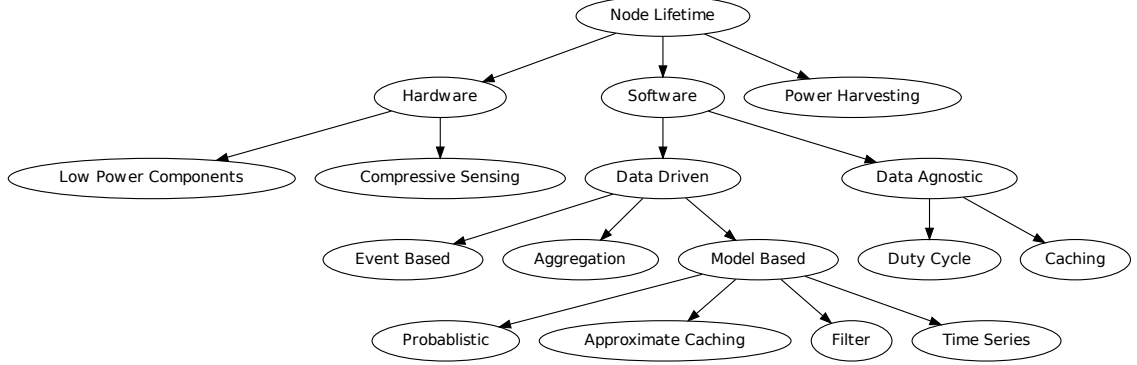 Node Lifetime
Hardware
Software
Power Harvesting
Low Power Components
Compressive Sensing
Data Driven
Data Agnostic
Event Based
Aggregation
Model Based
Duty Cycle
Caching
Probablistic
Approximate Caching
Filter
Time Series